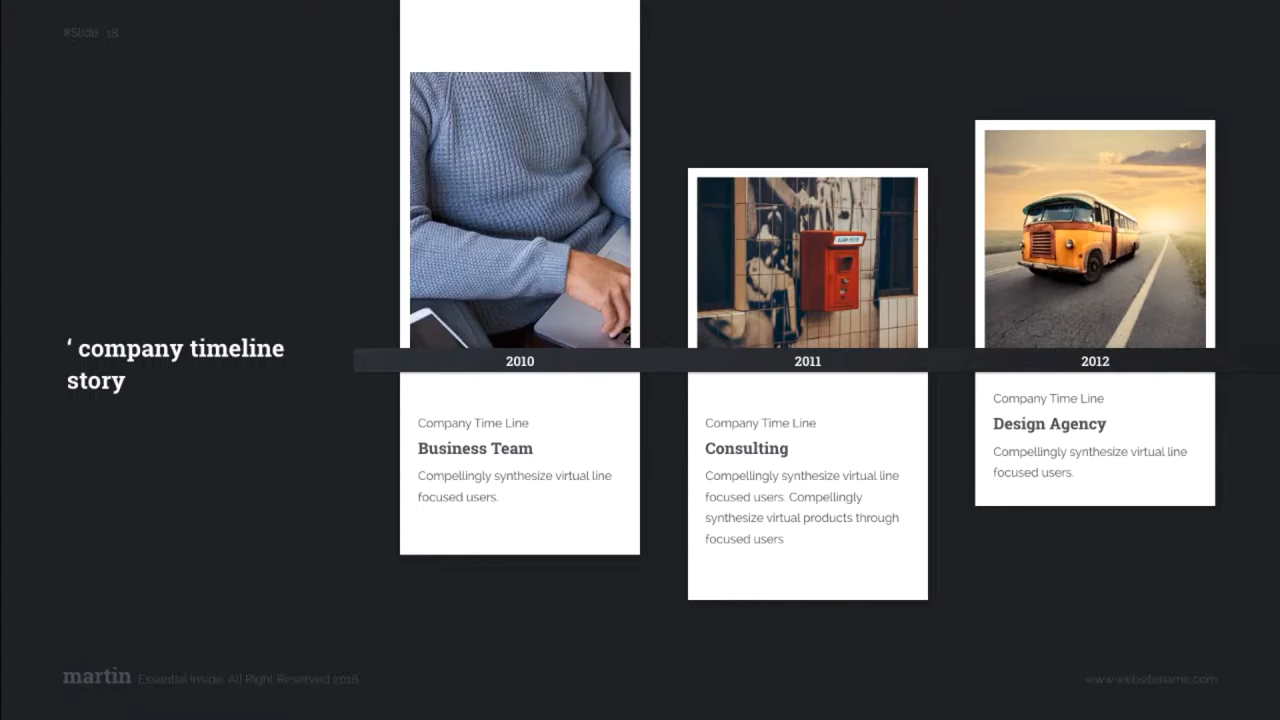 #Slide 18
‘ company timeline
story
2010
2011
2012
Company Time Line
Business Team
Compellingly synthesize virtual line
focused users.
Company Time Line
Consulting
Compellingly synthesize virtual line
focused users. Compellingly
synthesize virtual products through
focused users
Company Time Line
Design Agency
Compellingly synthesize virtual line
focused users.
martin Essential Inside. All Right Reserved 2016
www.websitename.com